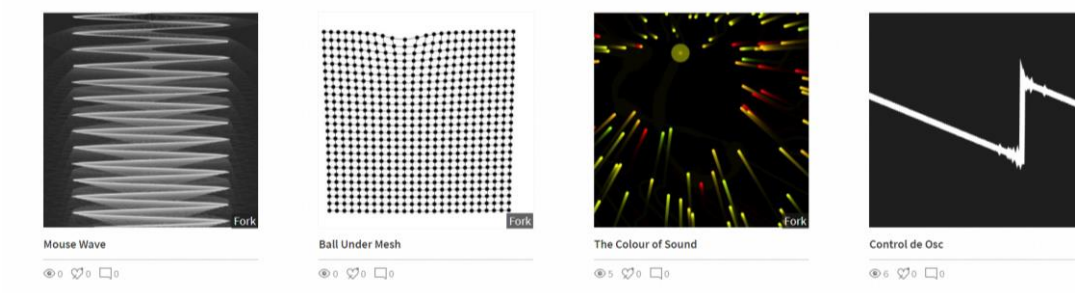 Fork
Fork
Fork
Mouse Wave
Ball Under Mesh
The Colour of Sound
Control de Osc
0 0 0
0 0 0
5 0 0
6 0 0